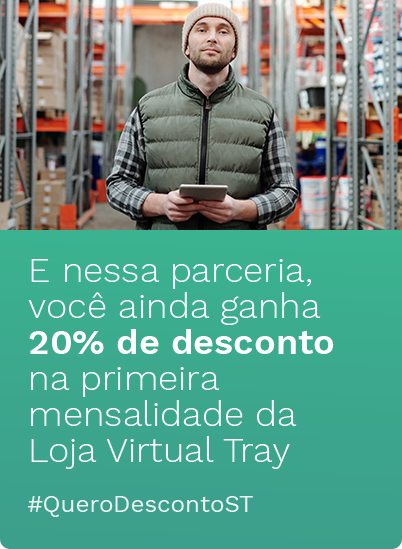 E nessa parceria,
você ainda ganha
20% de desconto
na primeira
mensalidade da
Loja Virtual Tray
#QueroDescontoST